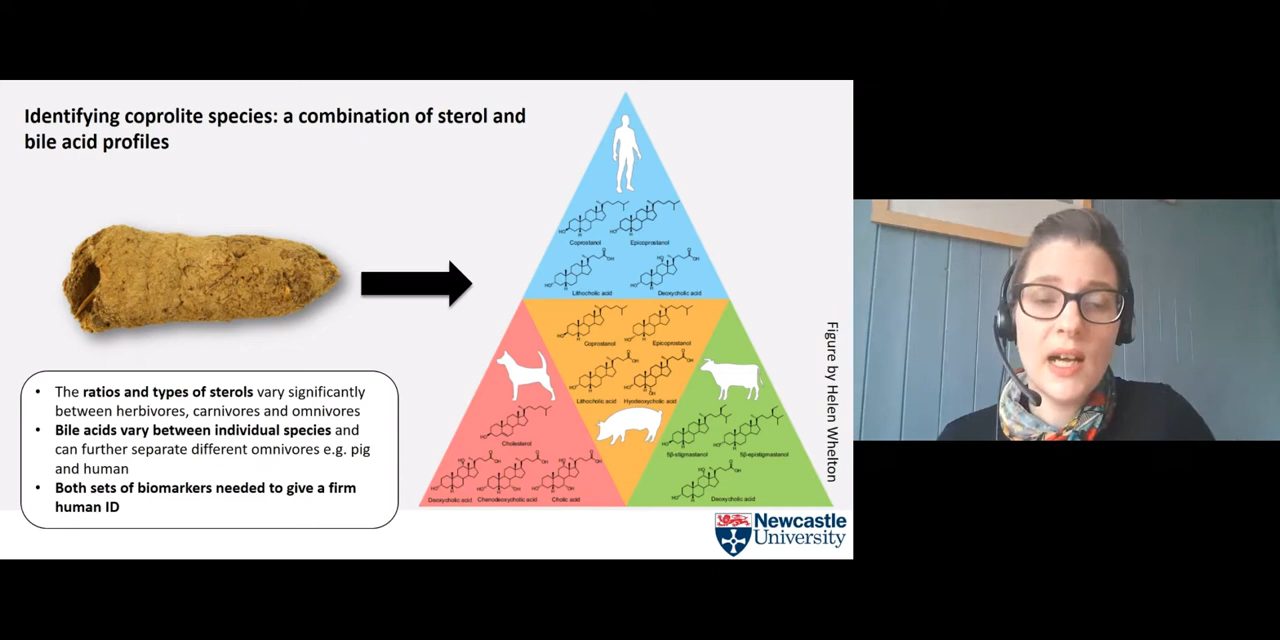 Identifying coprolite species: a combination of sterol and
bile acid profiles
• The ratios and types of sterols vary significantly
between herbivores, carnivores and omnivores
• Bile acids vary between individual species and
can further separate different omnivores e.g. pig
and human
• Both sets of biomarkers needed to give a firm
human ID
Coprostanol Epicoprostanol
Lithocholic acid Deoxycholic acid
Coprostanol Epicoprostanol
Lithocholic acid Hyodeoxycholic acid
Cholesterol
Deoxycholic acid Chenodeoxycholic acid Cholic acid
5β-stigmastanol 5β-epistigmastanol
Deoxycholic acid
Figure by Helen Whelton
Newcastle
University